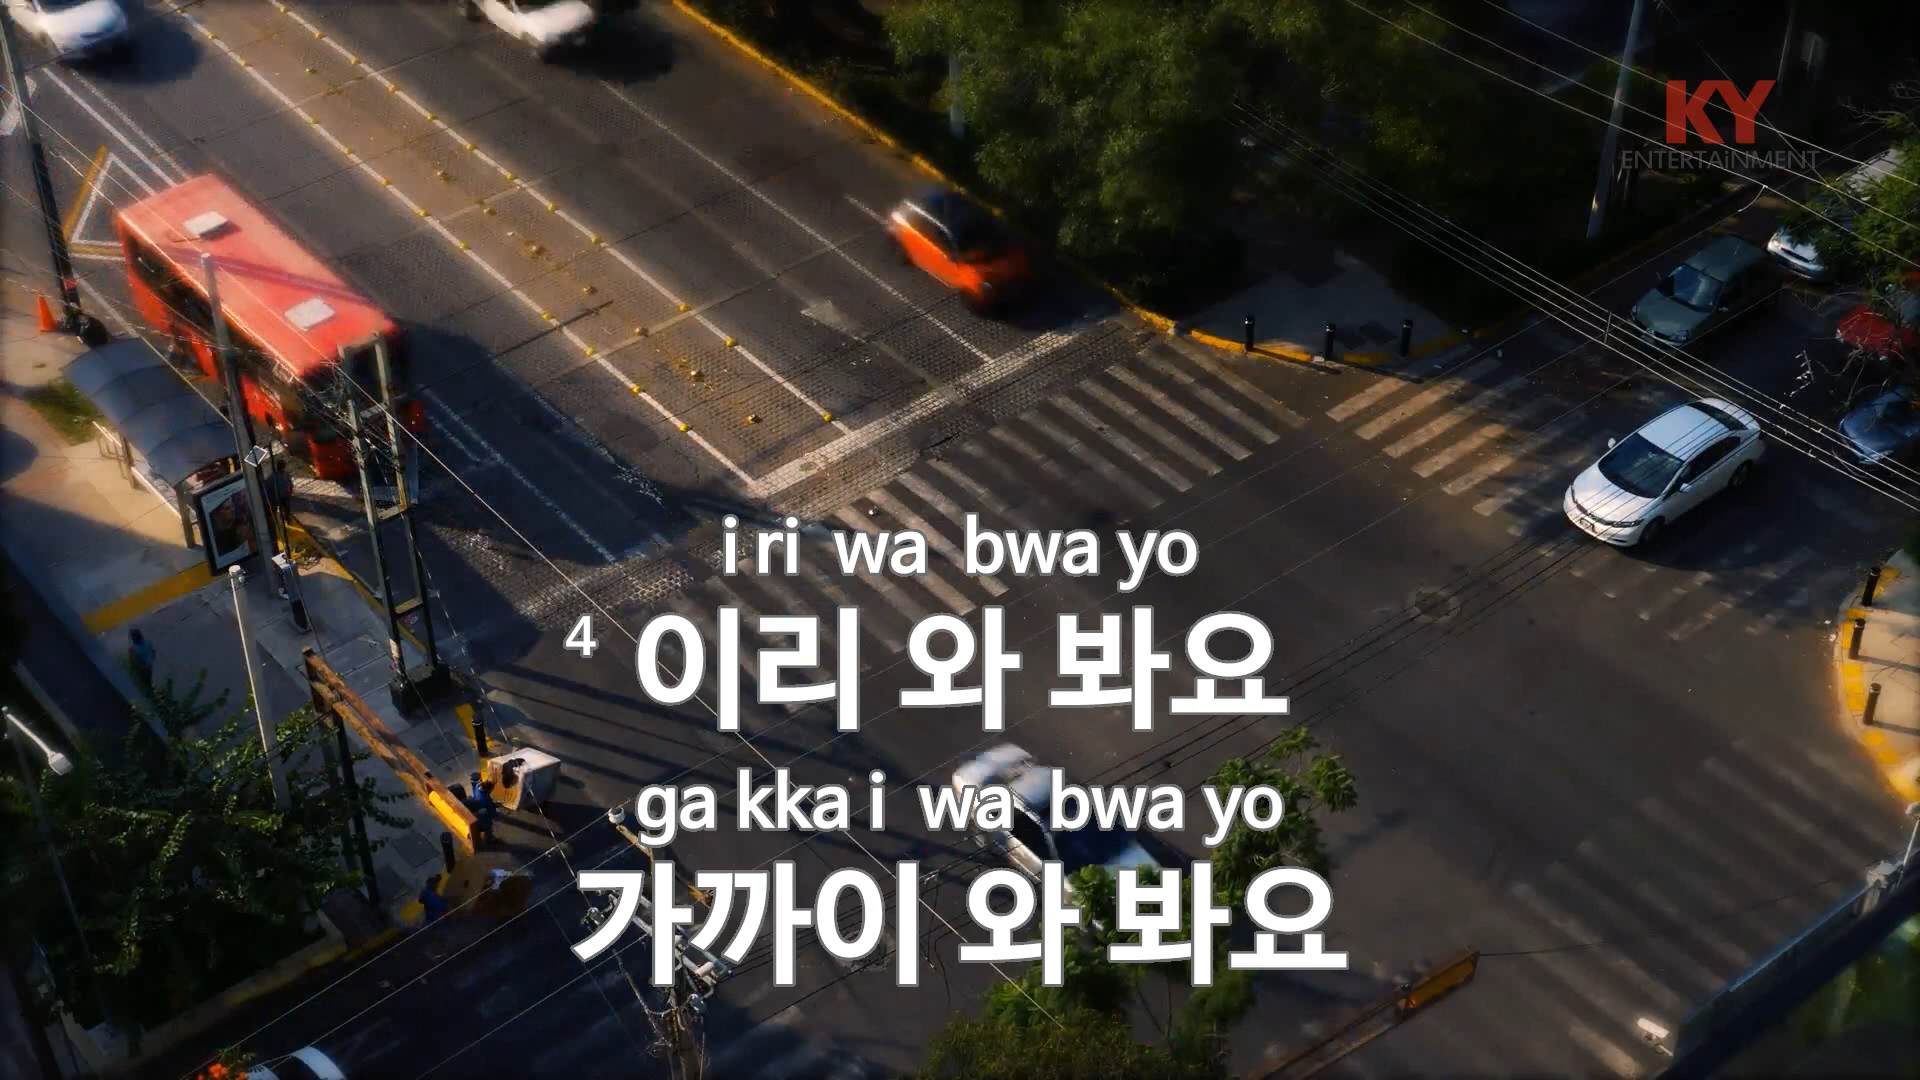 KY
ENTERTAiNMENT
i ri wa bwa yo
4 이리 와 봐요
ga kka i wa bwa yo
가까이 와 봐요